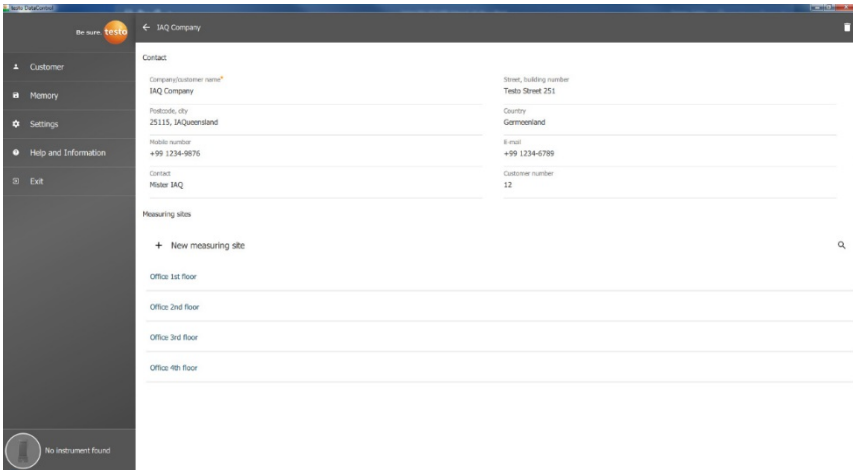 testo DataControl
Be sure. testo
Customer
Memory
Settings
Help and Information
Exit
No instrument found
IAQ Company
Contact
Company/customer name*
IAQ Company
Street, building number
Testo Street 251
Postcode, city
25115, IAQueensland
Country
Germeenland
Mobile number
+99 1234-9876
E-mail
+99 1234-6789
Contact
Mister IAQ
Customer number
12
Measuring sites
+ New measuring site
Office 1st floor
Office 2nd floor
Office 3rd floor
Office 4th floor